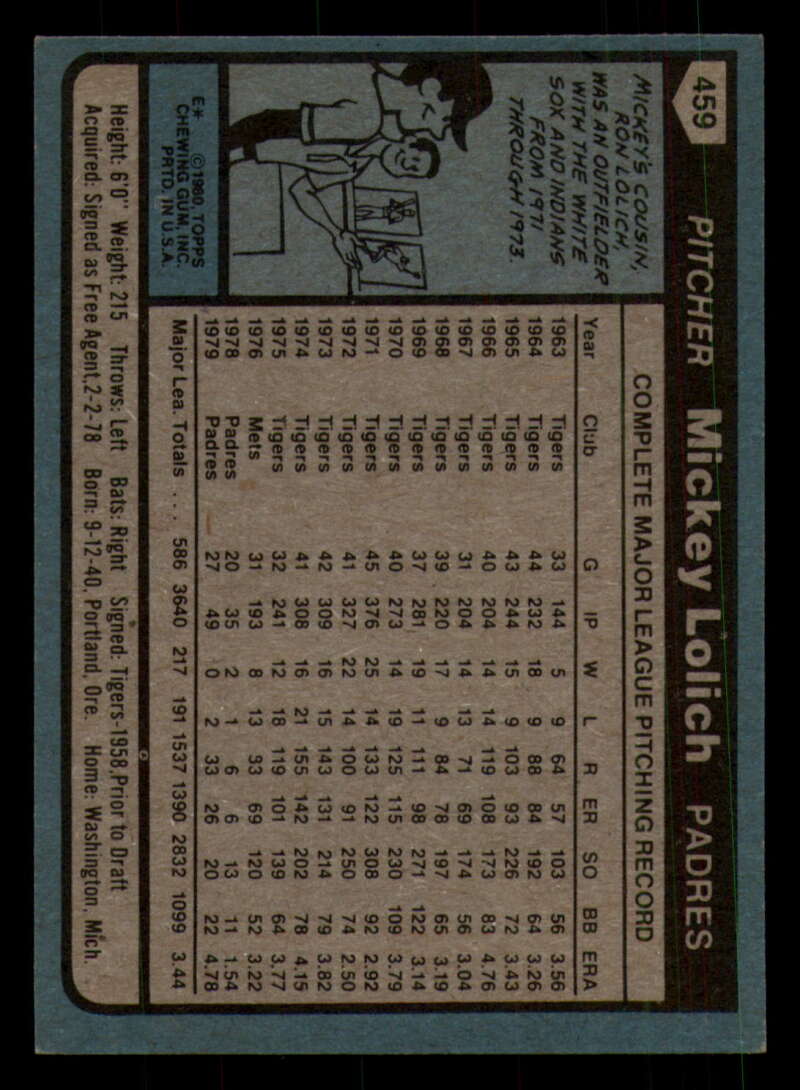 459 PITCHER Mickey Lolich PADRES
MICKEY'S COUSIN,
RON LOLICH,
WAS AN OUTFIELDER
WITH THE WHITE
SOX AND INDIANS
FROM 1971
THROUGH 1973.
E* ©1980 TOPPS
CHEWING GUM, INC.
PRTD. IN U.S.A.
COMPLETE MAJOR LEAGUE PITCHING RECORD
Year Club G IP W L R ER SO BB ERA
1963 Tigers 33 144 5 9 64 57 103 56 3.56
1964 Tigers 44 232 18 9 88 84 192 64 3.26
1965 Tigers 43 244 15 9 103 93 226 72 3.43
1966 Tigers 40 204 14 14 119 108 173 83 4.76
1967 Tigers 31 204 14 13 71 69 174 56 3.04
1968 Tigers 39 220 17 9 84 78 197 65 3.19
1969 Tigers 37 281 19 11 111 98 271 122 3.14
1970 Tigers 40 273 14 19 125 115 230 109 3.79
1971 Tigers 45 376 25 14 133 122 308 92 2.92
1972 Tigers 41 327 22 14 100 91 250 74 2.50
1973 Tigers 42 309 16 15 143 131 214 79 3.82
1974 Tigers 41 308 16 21 155 142 202 78 4.15
1975 Tigers 32 241 12 18 119 101 139 64 3.77
1976 Mets 31 193 8 13 93 69 120 52 3.22
1978 Padres 20 35 2 1 6 6 13 11 1.54
1979 Padres 27 49 0 2 33 26 20 22 4.78
Major Lea. Totals . . . 586 3640 217 191 1537 1390 2832 1099 3.44
Height: 6'0" Weight: 215 Throws: Left Bats: Right Signed: Tigers-1958, Prior to Draft
Acquired: Signed as Free Agent, 2-2-78 Born: 9-12-40, Portland, Ore. Home: Washington, Mich.